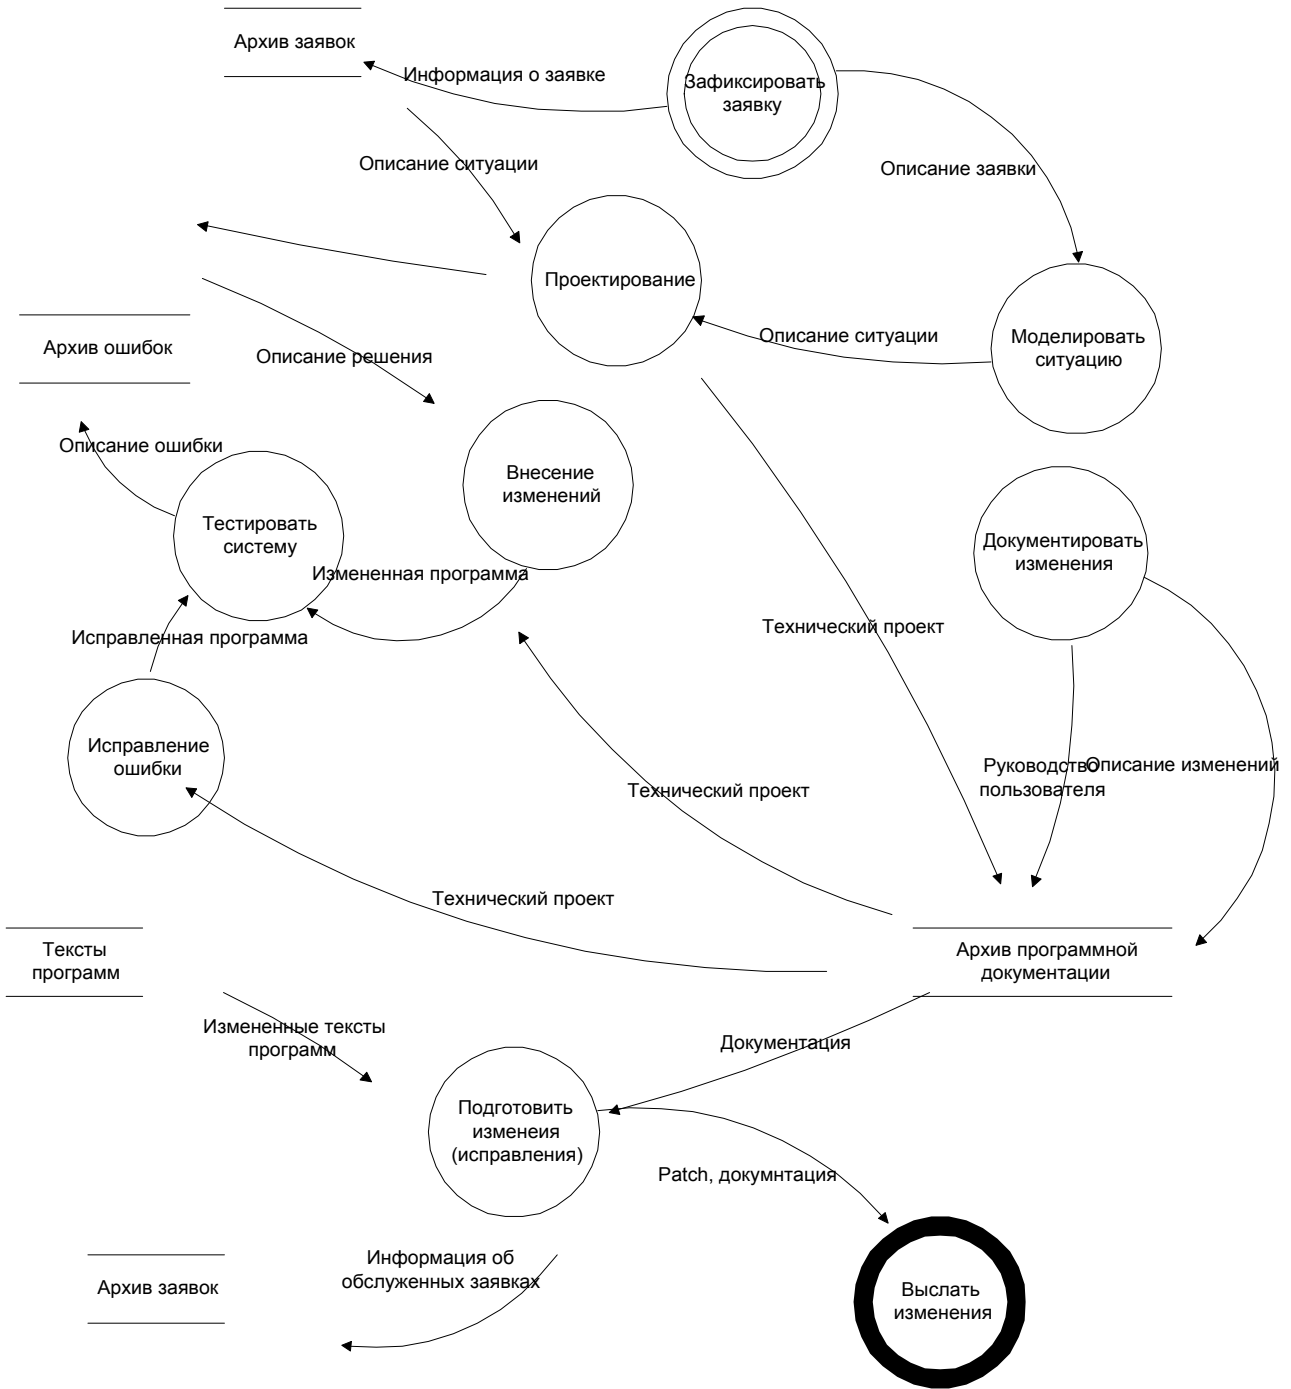 Архив заявок
Информация о заявке
Зафиксировать
заявку
Описание ситуации
Описание заявки
Проектирование
Описание ситуации
Моделировать
ситуацию
Архив ошибок
Описание решения
Описание ошибки
Внесение
изменений
Тестировать
систему
Документировать
изменения
Измененная программа
Исправленная программа
Технический проект
Исправление
ошибки
Руководство
пользователя
Описание изменений
Технический проект
Технический проект
Тексты
программ
Архив программной
документации
Измененные тексты
программ
Документация
Подготовить
изменеия
(исправления)
Patch, докумнтация
Информация об
обслуженных заявках
Архив заявок
Выслать
изменения